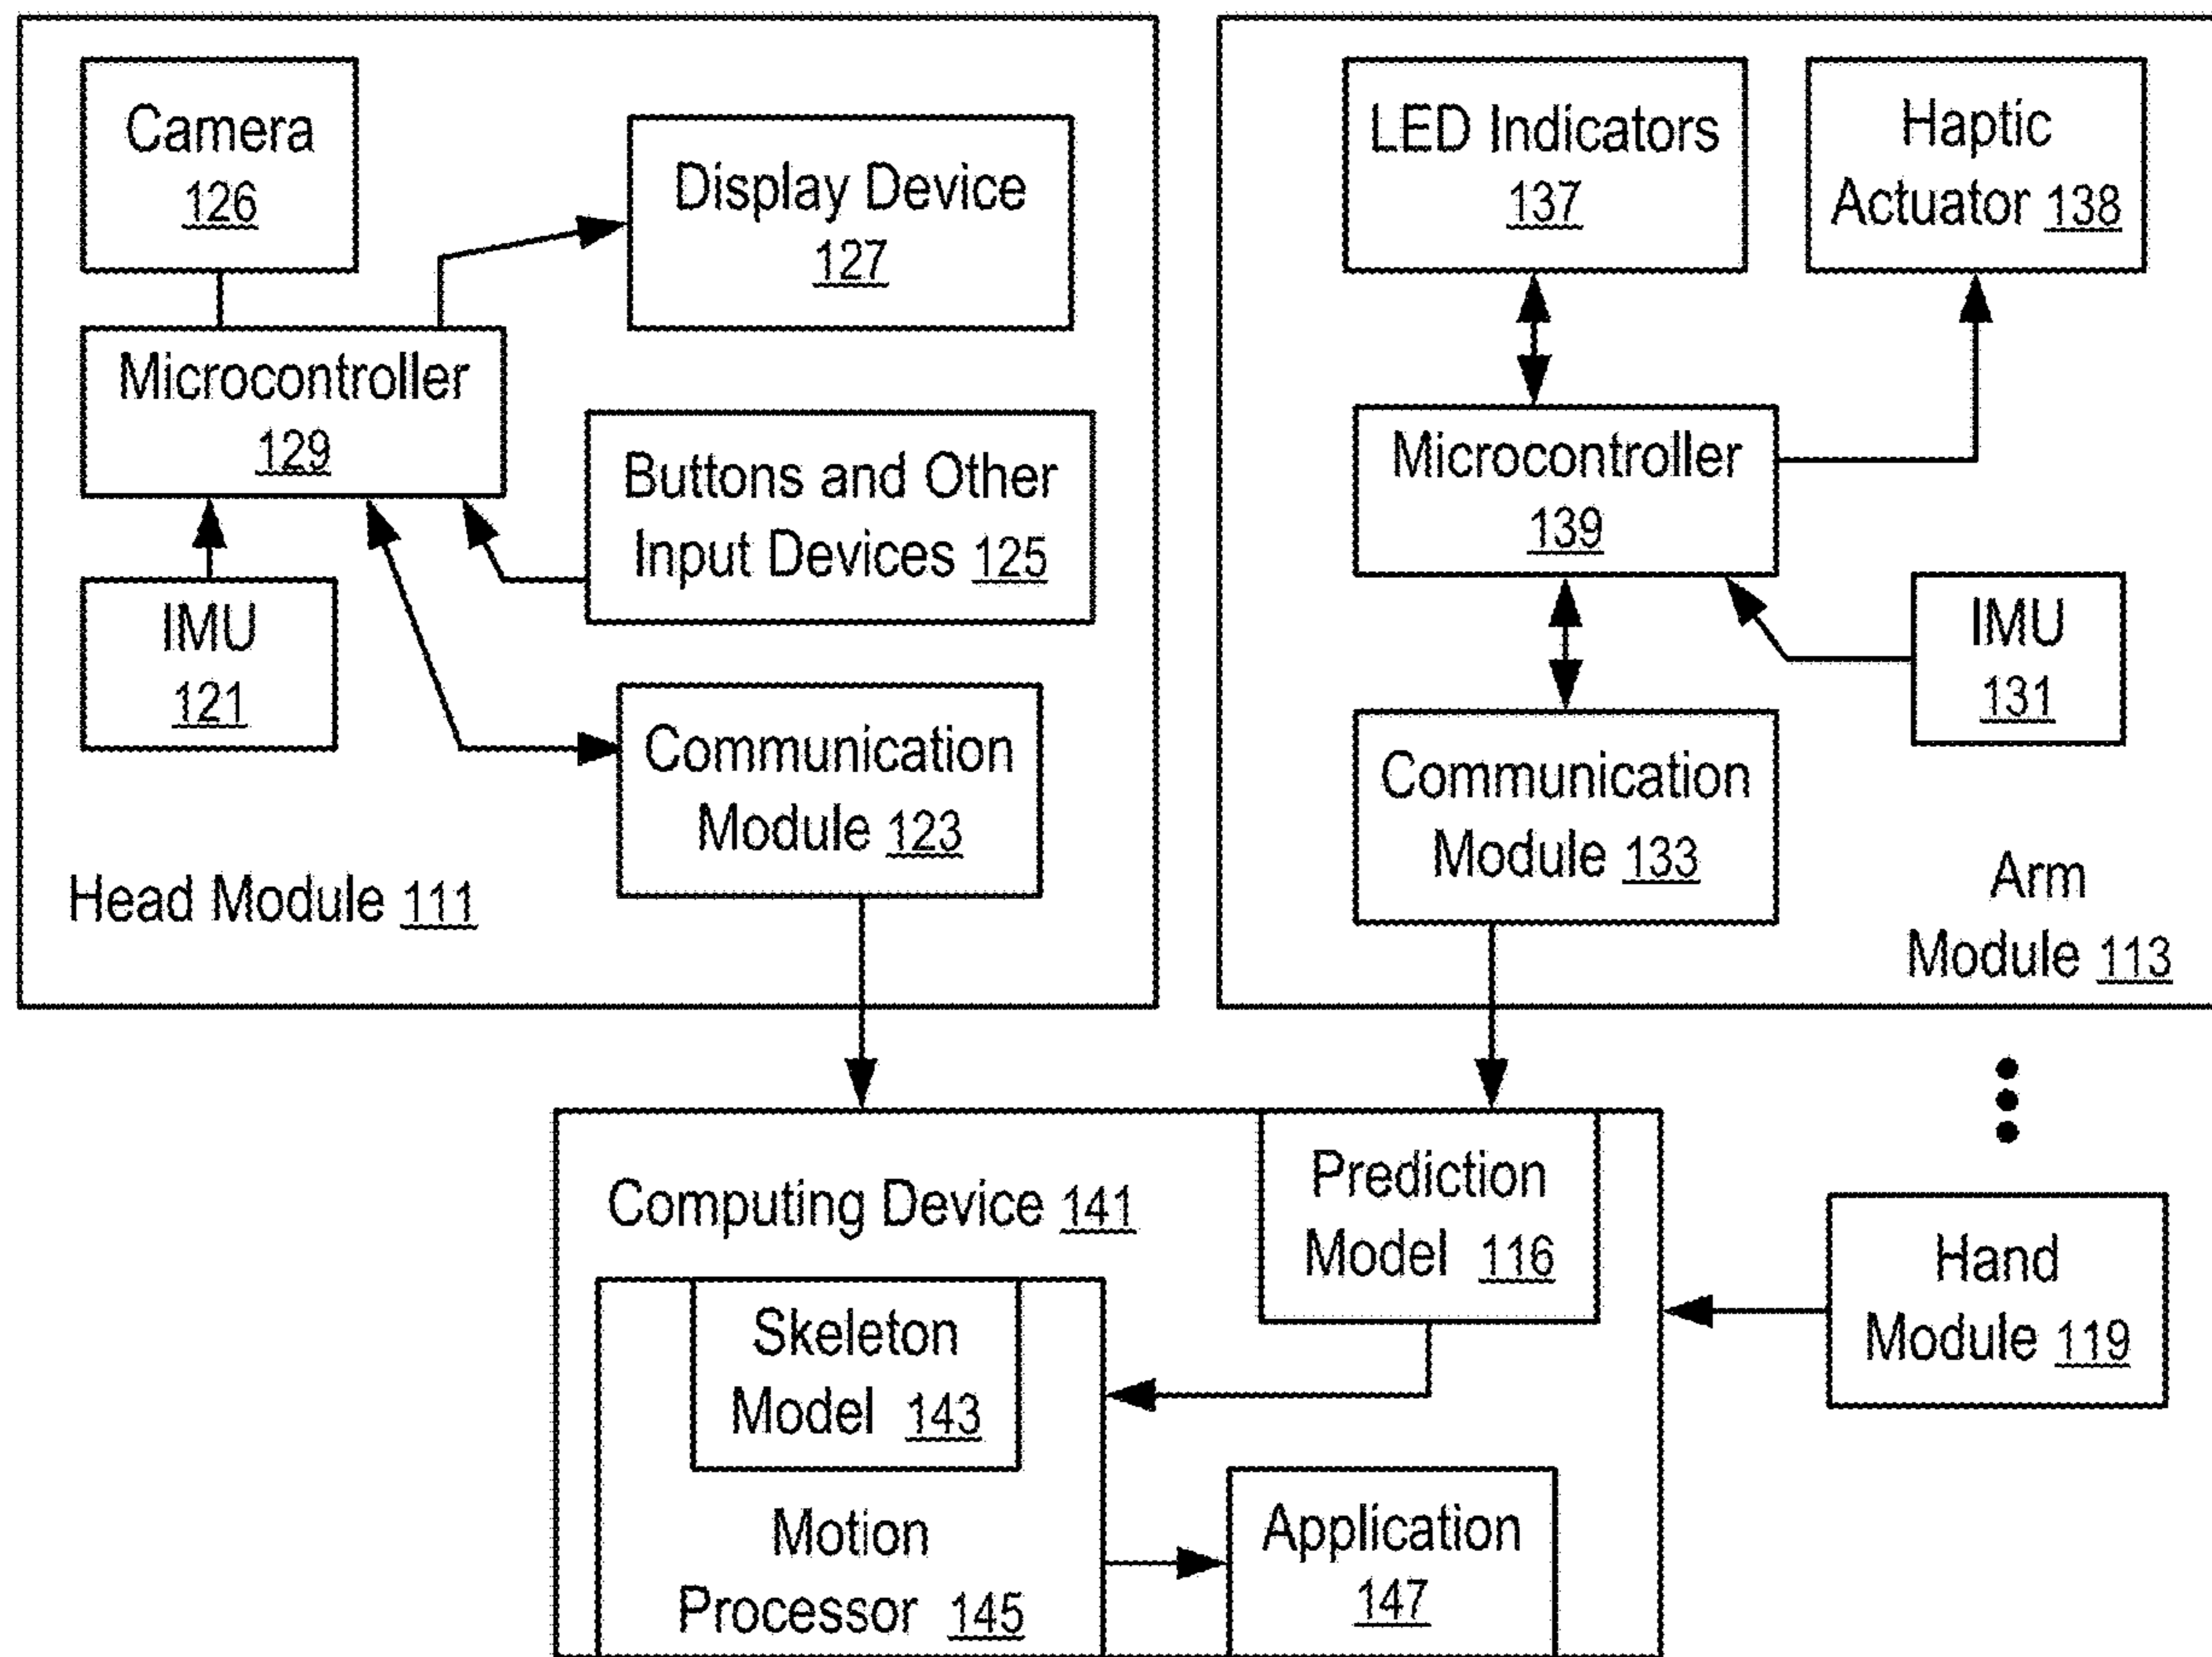 Camera
126
Display Device
127
Microcontroller
129
Buttons and Other
Input Devices 125
IMU
121
Communication
Module 123
Head Module 111
LED Indicators
137
Haptic
Actuator 138
Microcontroller
139
IMU
131
Communication
Module 133
Arm
Module 113
Computing Device 141
Prediction
Model 116
Skeleton
Model 143
Motion
Processor 145
Application
147
Hand
Module 119